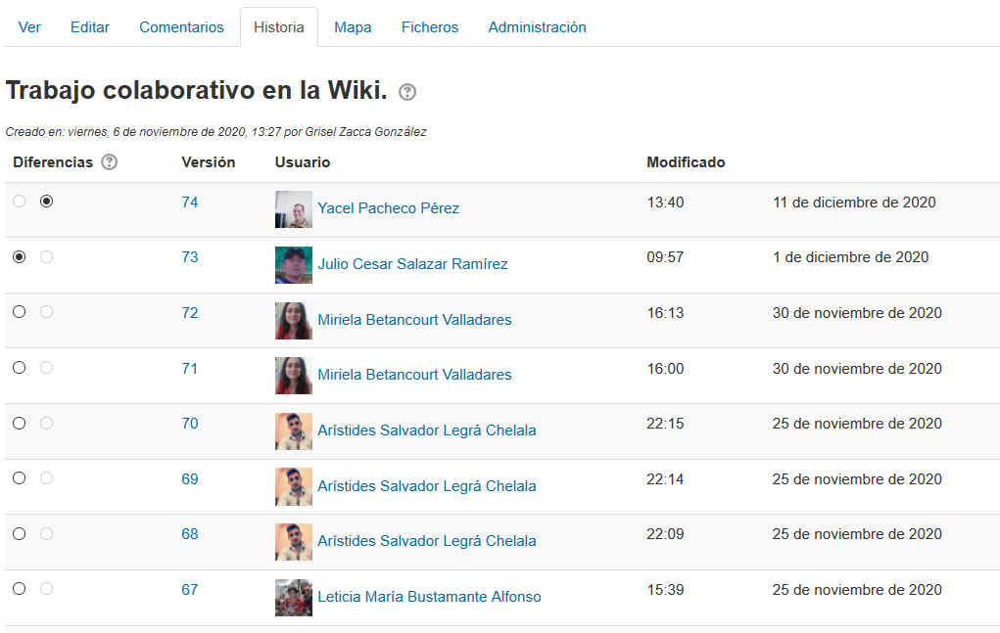 Ver Editar Comentarios Historia Mapa Ficheros Administración
Trabajo colaborativo en la Wiki. ?
Creado en: viernes, 6 de noviembre de 2020, 13:27 por Grisel Zacca González
Diferencias ? Versión Usuario Modificado
74 Yacel Pacheco Pérez 13:40 11 de diciembre de 2020
73 Julio Cesar Salazar Ramírez 09:57 1 de diciembre de 2020
72 Miriela Betancourt Valladares 16:13 30 de noviembre de 2020
71 Miriela Betancourt Valladares 16:00 30 de noviembre de 2020
70 Arístides Salvador Legrá Chelala 22:15 25 de noviembre de 2020
69 Arístides Salvador Legrá Chelala 22:14 25 de noviembre de 2020
68 Arístides Salvador Legrá Chelala 22:09 25 de noviembre de 2020
67 Leticia María Bustamante Alfonso 15:39 25 de noviembre de 2020